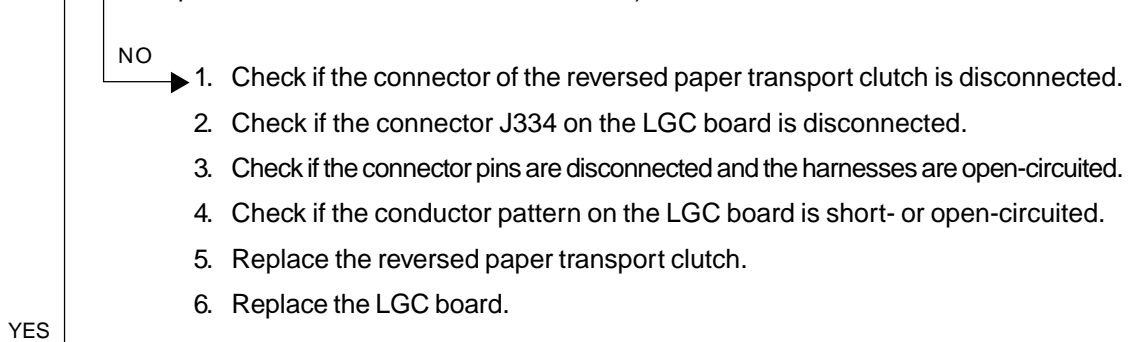 NO
1. Check if the connector of the reversed paper transport clutch is disconnected.
2. Check if the connector J334 on the LGC board is disconnected.
3. Check if the connector pins are disconnected and the harnesses are open-circuited.
4. Check if the conductor pattern on the LGC board is short- or open-circuited.
5. Replace the reversed paper transport clutch.
6. Replace the LGC board.
YES